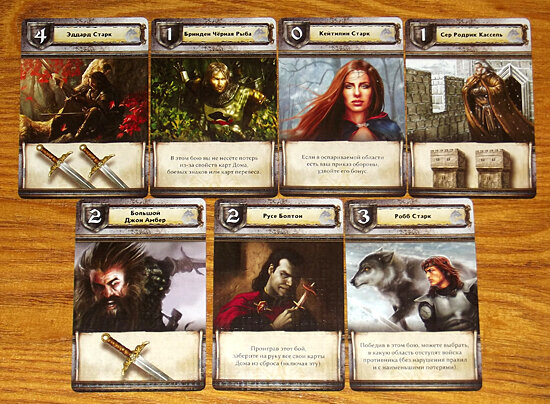 4
Эддард Старк
1
Бринден Чёрная Рыба
В этом бою вы не несёте потерь
из-за свойств карт Дома,
боевых знаков или карт перевеса.
0
Кейтилин Старк
Если в оспариваемой области
есть ваш приказ обороны,
удвойте его бонус.
1
Сер Родрик Кассель
2
Большой
Джон Амбер
2
Русе Болтон
Проиграв этот бой,
заберите на руку все свои карты
Дома из сброса (включая эту).
3
Робб Старк
Победив в этом бою, можете выбрать,
в какую область отступят войска
противника (без нарушения правил
и с наименьшими потерями).